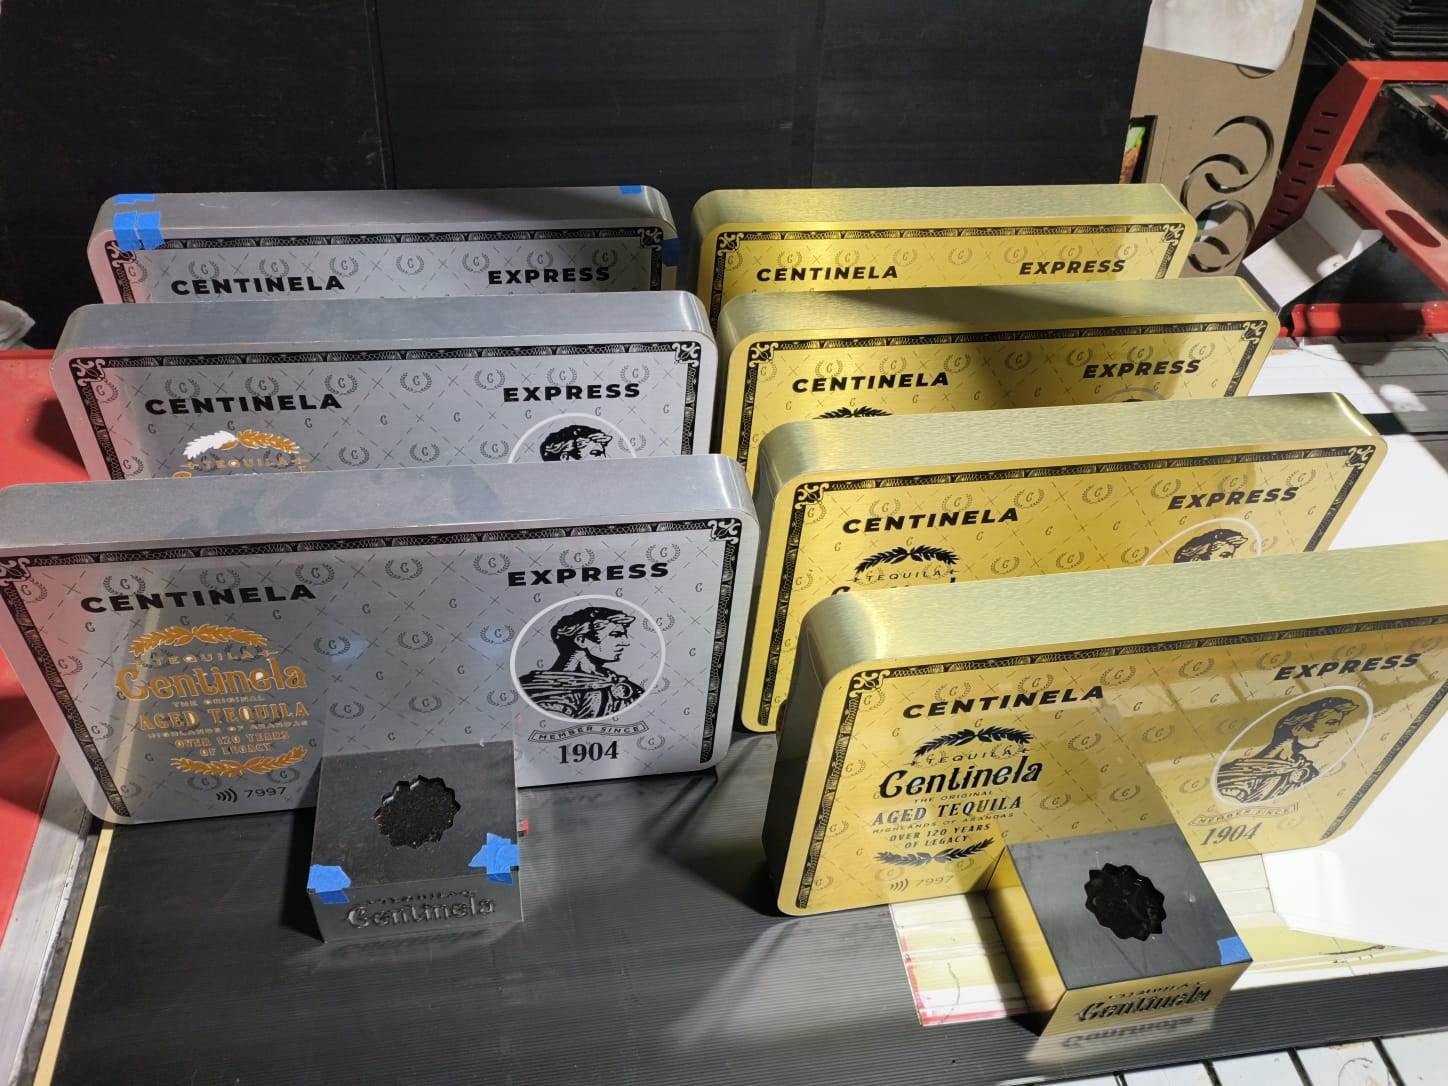 CENTINELA EXPRESS
CENTINELA EXPRESS
TEQUILA
CENTINELA EXPRESS
TEQUILA
Centinela
THE ORIGINAL
AGED TEQUILA
HIGHLANDS OF ARANDAS
OVER 120 YEARS
OF LEGACY
7997
MEMBER SINCE
1904
Centinela
CENTINELA EXPRESS
CENTINELA EXPRESS
CENTINELA EXPRESS
TEQUILA
CENTINELA EXPRESS
TEQUILA
Centinela
THE ORIGINAL
AGED TEQUILA
HIGHLANDS OF ARANDAS
OVER 120 YEARS
OF LEGACY
7997
MEMBER SINCE
1904
Centinela